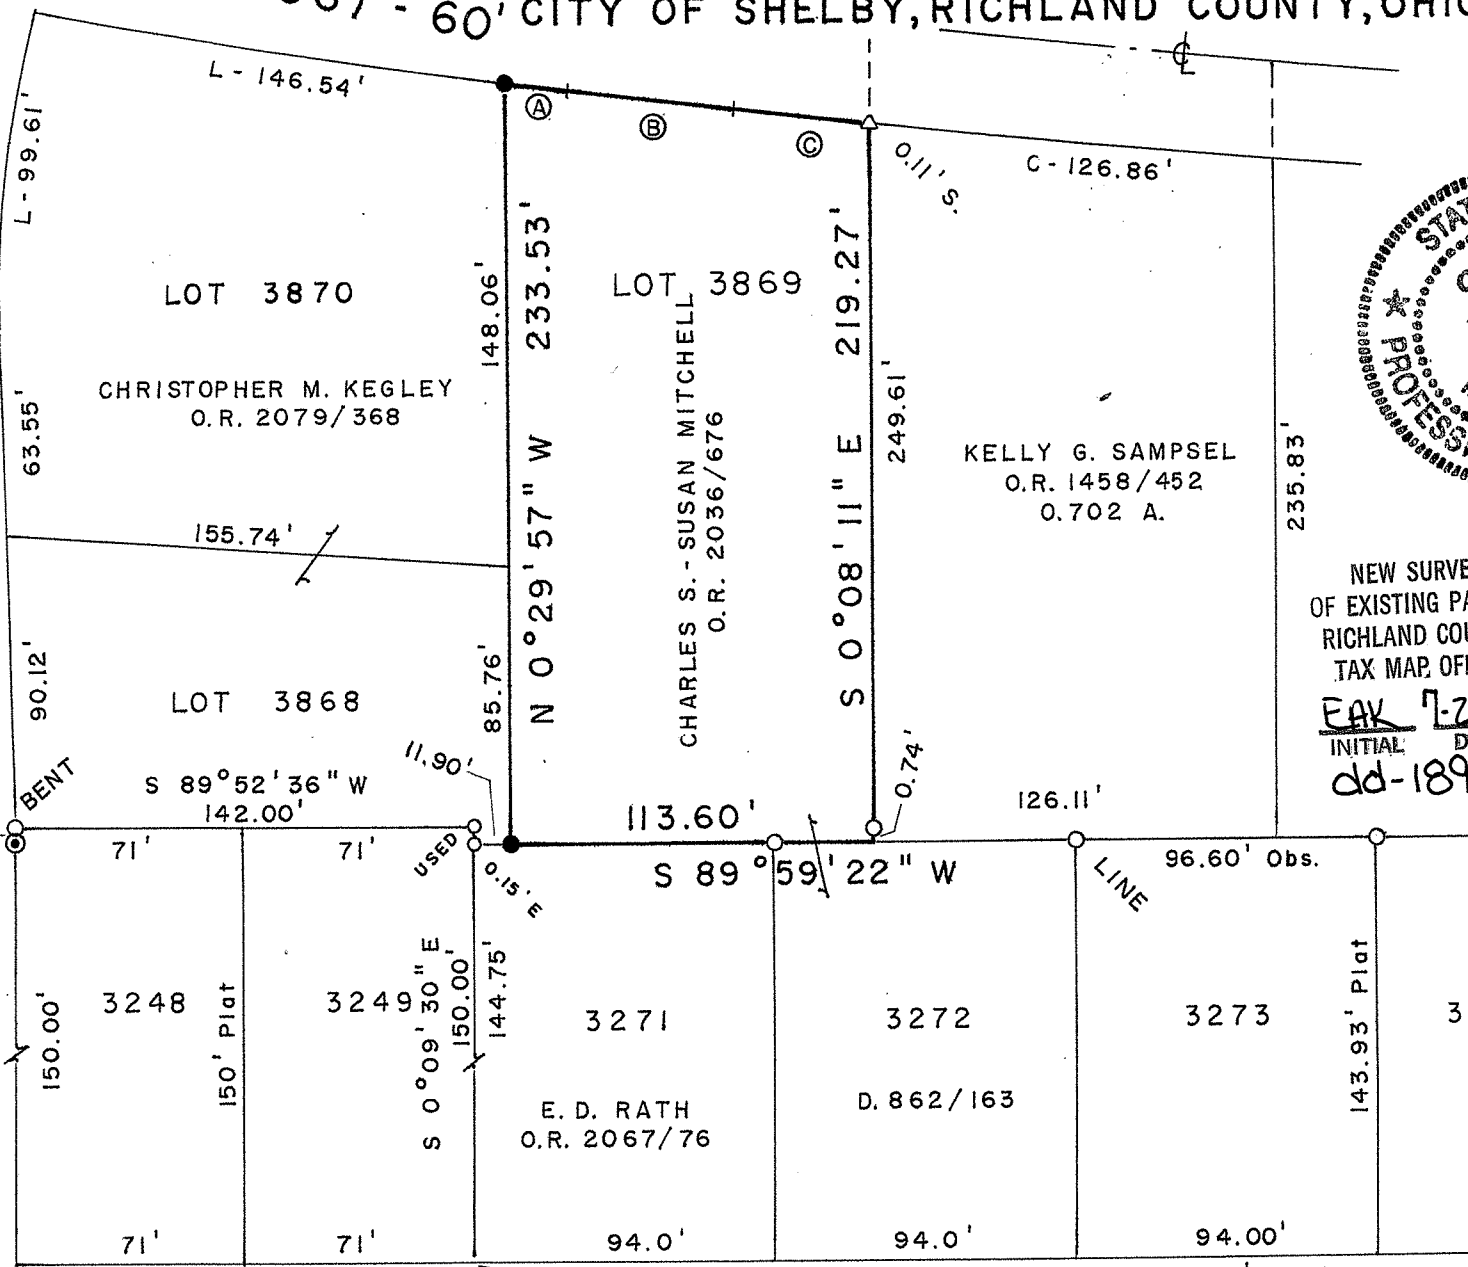 60' CITY OF SHELBY, RICHLAND COUNTY, OHIO
L - 146.54'
Ⓐ
Ⓑ
Ⓒ
℄
0.11' S.
C - 126.86'
L - 99.61'
LOT 3870
CHRISTOPHER M. KEGLEY
O.R. 2079/368
63.55'
148.06'
N 0°29'57" W 233.53'
LOT 3869
CHARLES S. - SUSAN MITCHELL
O.R. 2036/676
S 0°08'11" E 219.27'
249.61'
KELLY G. SAMPSEL
O.R. 1458/452
0.702 A.
235.83'
155.74'
NEW SURVE
OF EXISTING PA
RICHLAND COU
TAX MAP OF
EAK 7-2
INITIAL D
dd-189
90.12'
LOT 3868
85.76'
11.90'
BENT
S 89°52'36" W
142.00'
71'
71'
USED
0.15' E
113.60'
S 89°59'22" W
0.74'
126.11'
96.60' Obs.
LINE
150.00'
3248
150' Plat
3249
S 0°09'30" E
150.00'
144.75'
3271
3272
3273
143.93' Plat
3
E. D. RATH
O.R. 2067/76
D. 862/163
71'
71'
94.0'
94.0'
94.00'